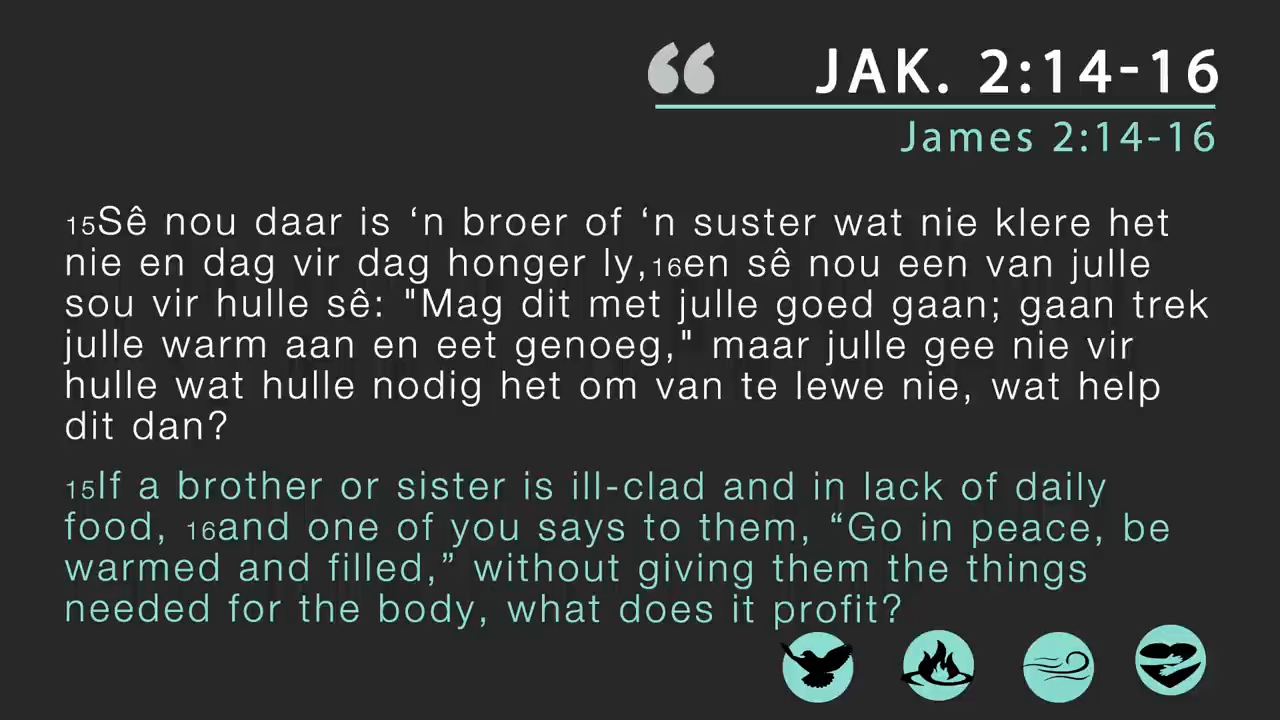 “ JAK. 2:14-16
James 2:14-16
15Sê nou daar is ‘n broer of ‘n suster wat nie klere het
nie en dag vir dag honger ly,16en sê nou een van julle
sou vir hulle sê: "Mag dit met julle goed gaan; gaan trek
julle warm aan en eet genoeg," maar julle gee nie vir
hulle wat hulle nodig het om van te lewe nie, wat help
dit dan?
15If a brother or sister is ill-clad and in lack of daily
food, 16and one of you says to them, “Go in peace, be
warmed and filled,” without giving them the things
needed for the body, what does it profit?